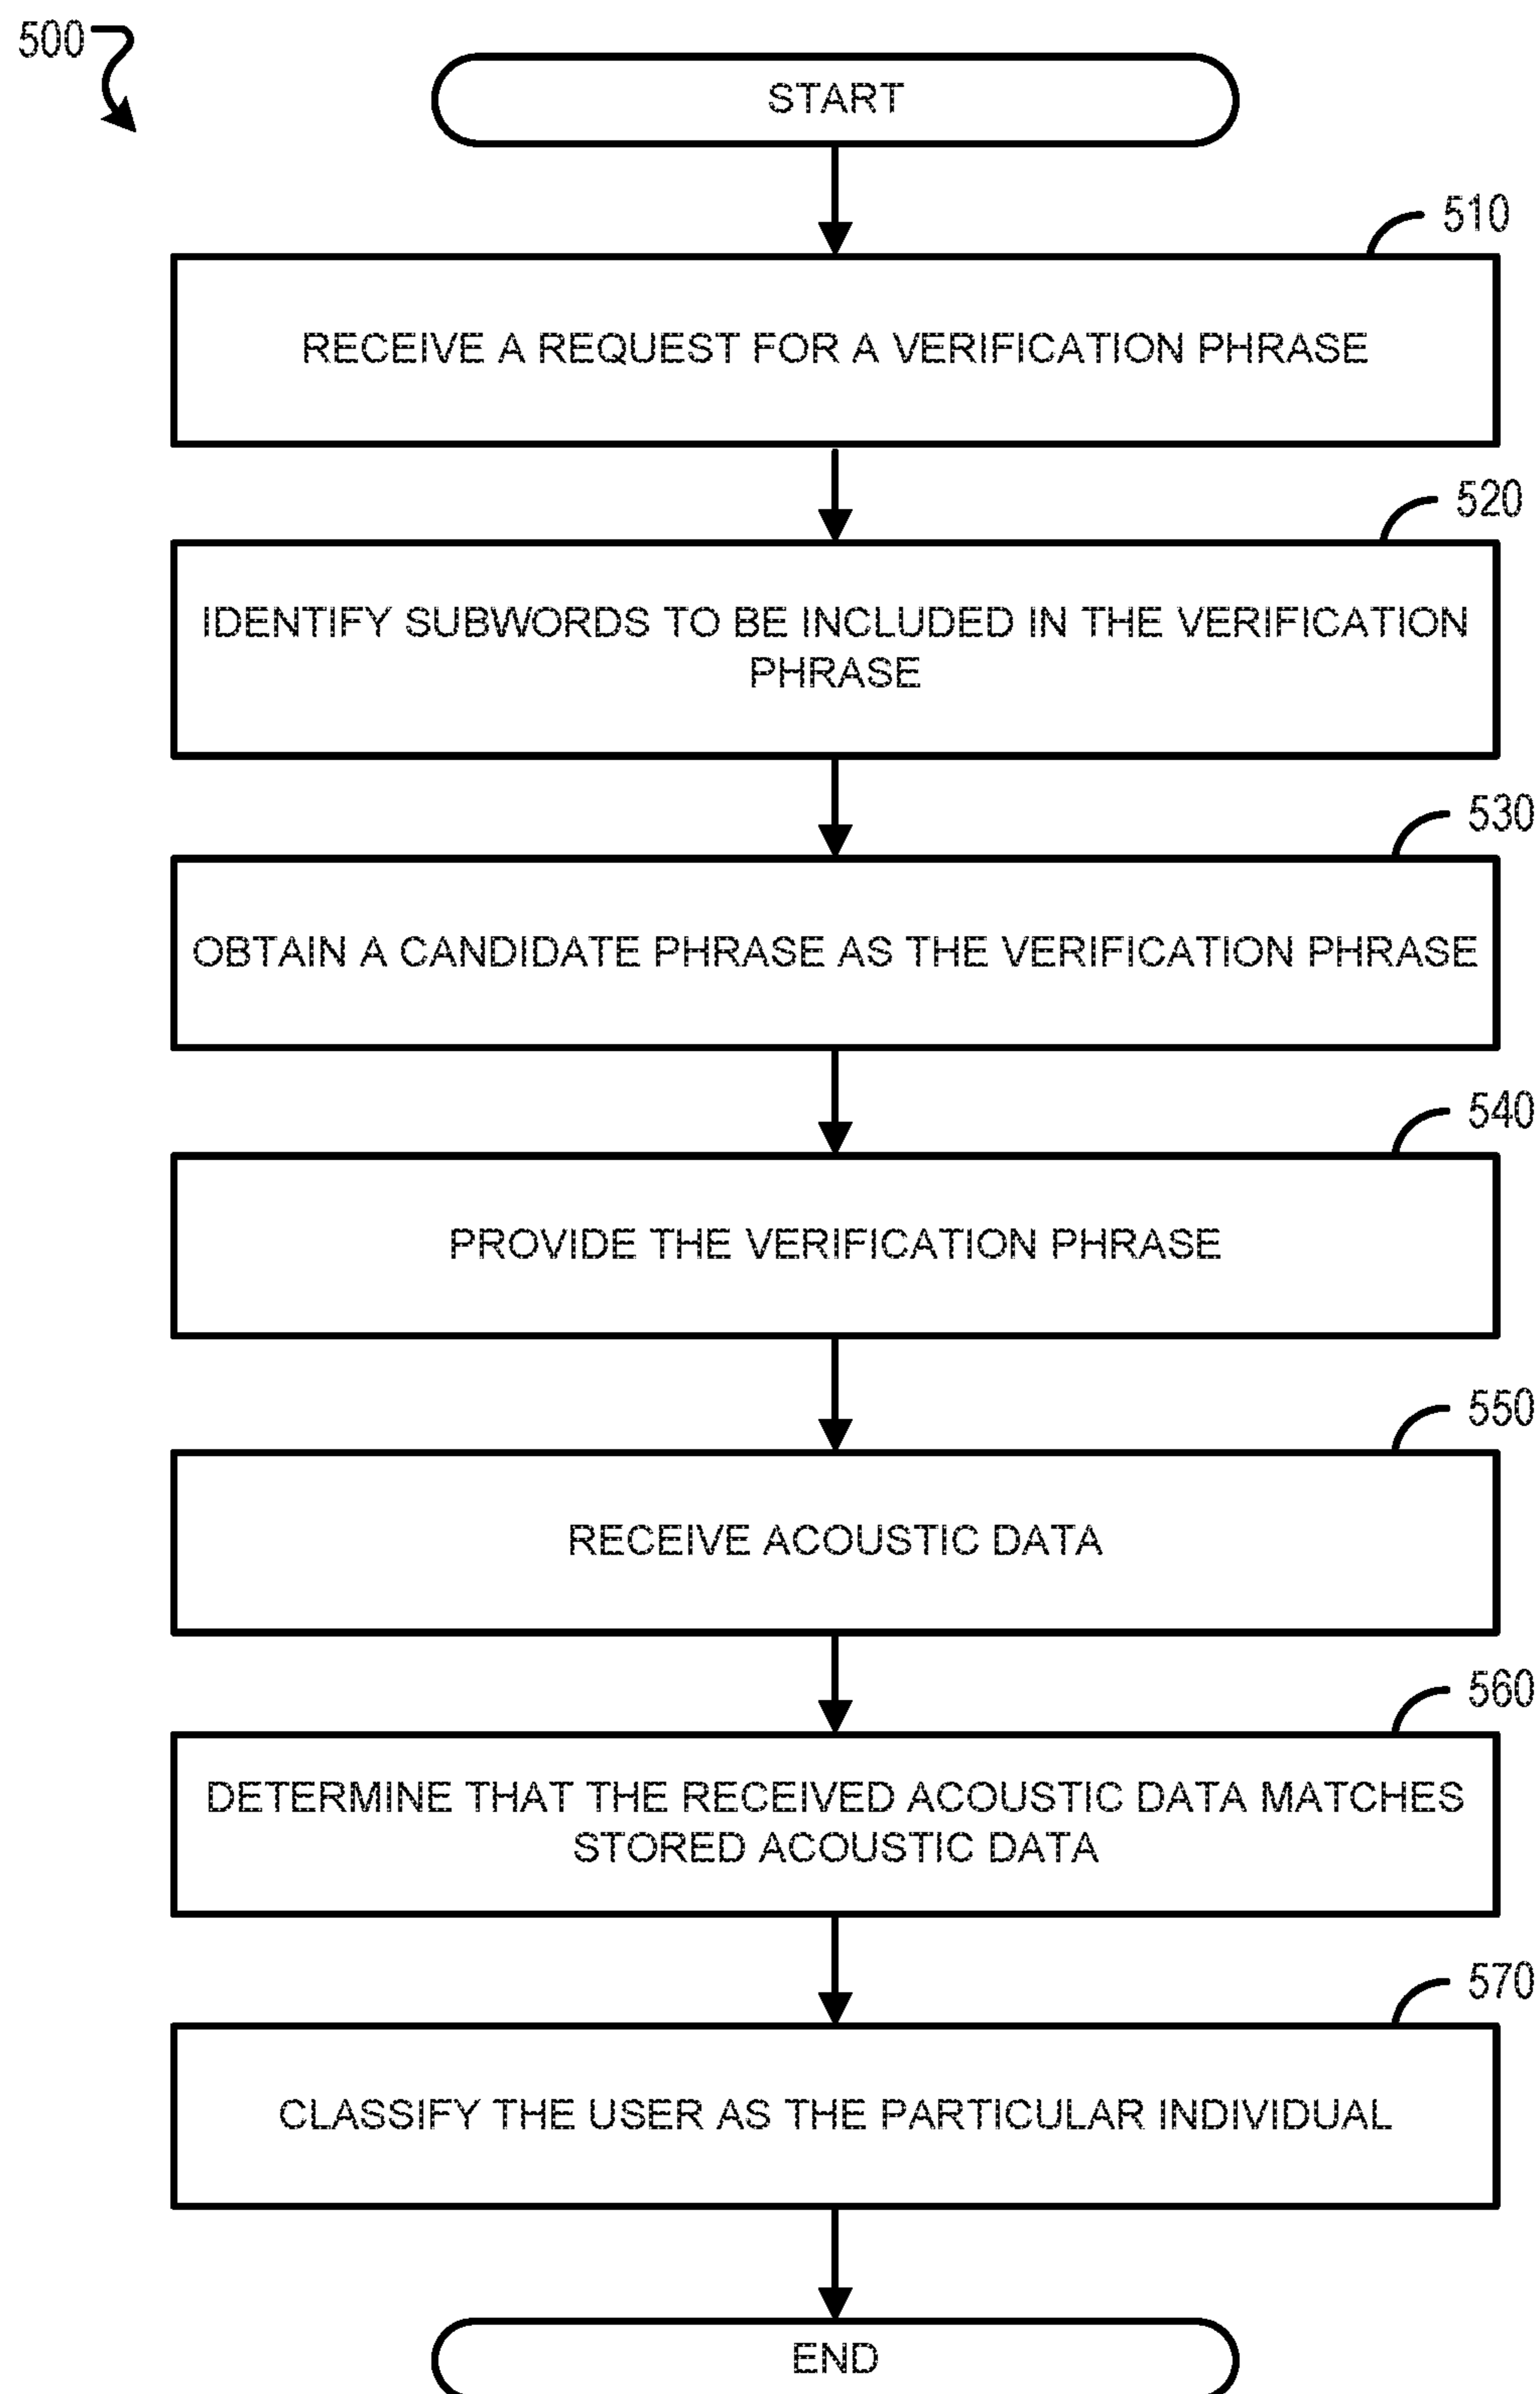 500
START
510
RECEIVE A REQUEST FOR A VERIFICATION PHRASE
520
IDENTIFY SUBWORDS TO BE INCLUDED IN THE VERIFICATION
PHRASE
530
OBTAIN A CANDIDATE PHRASE AS THE VERIFICATION PHRASE
540
PROVIDE THE VERIFICATION PHRASE
550
RECEIVE ACOUSTIC DATA
560
DETERMINE THAT THE RECEIVED ACOUSTIC DATA MATCHES
STORED ACOUSTIC DATA
570
CLASSIFY THE USER AS THE PARTICULAR INDIVIDUAL
END